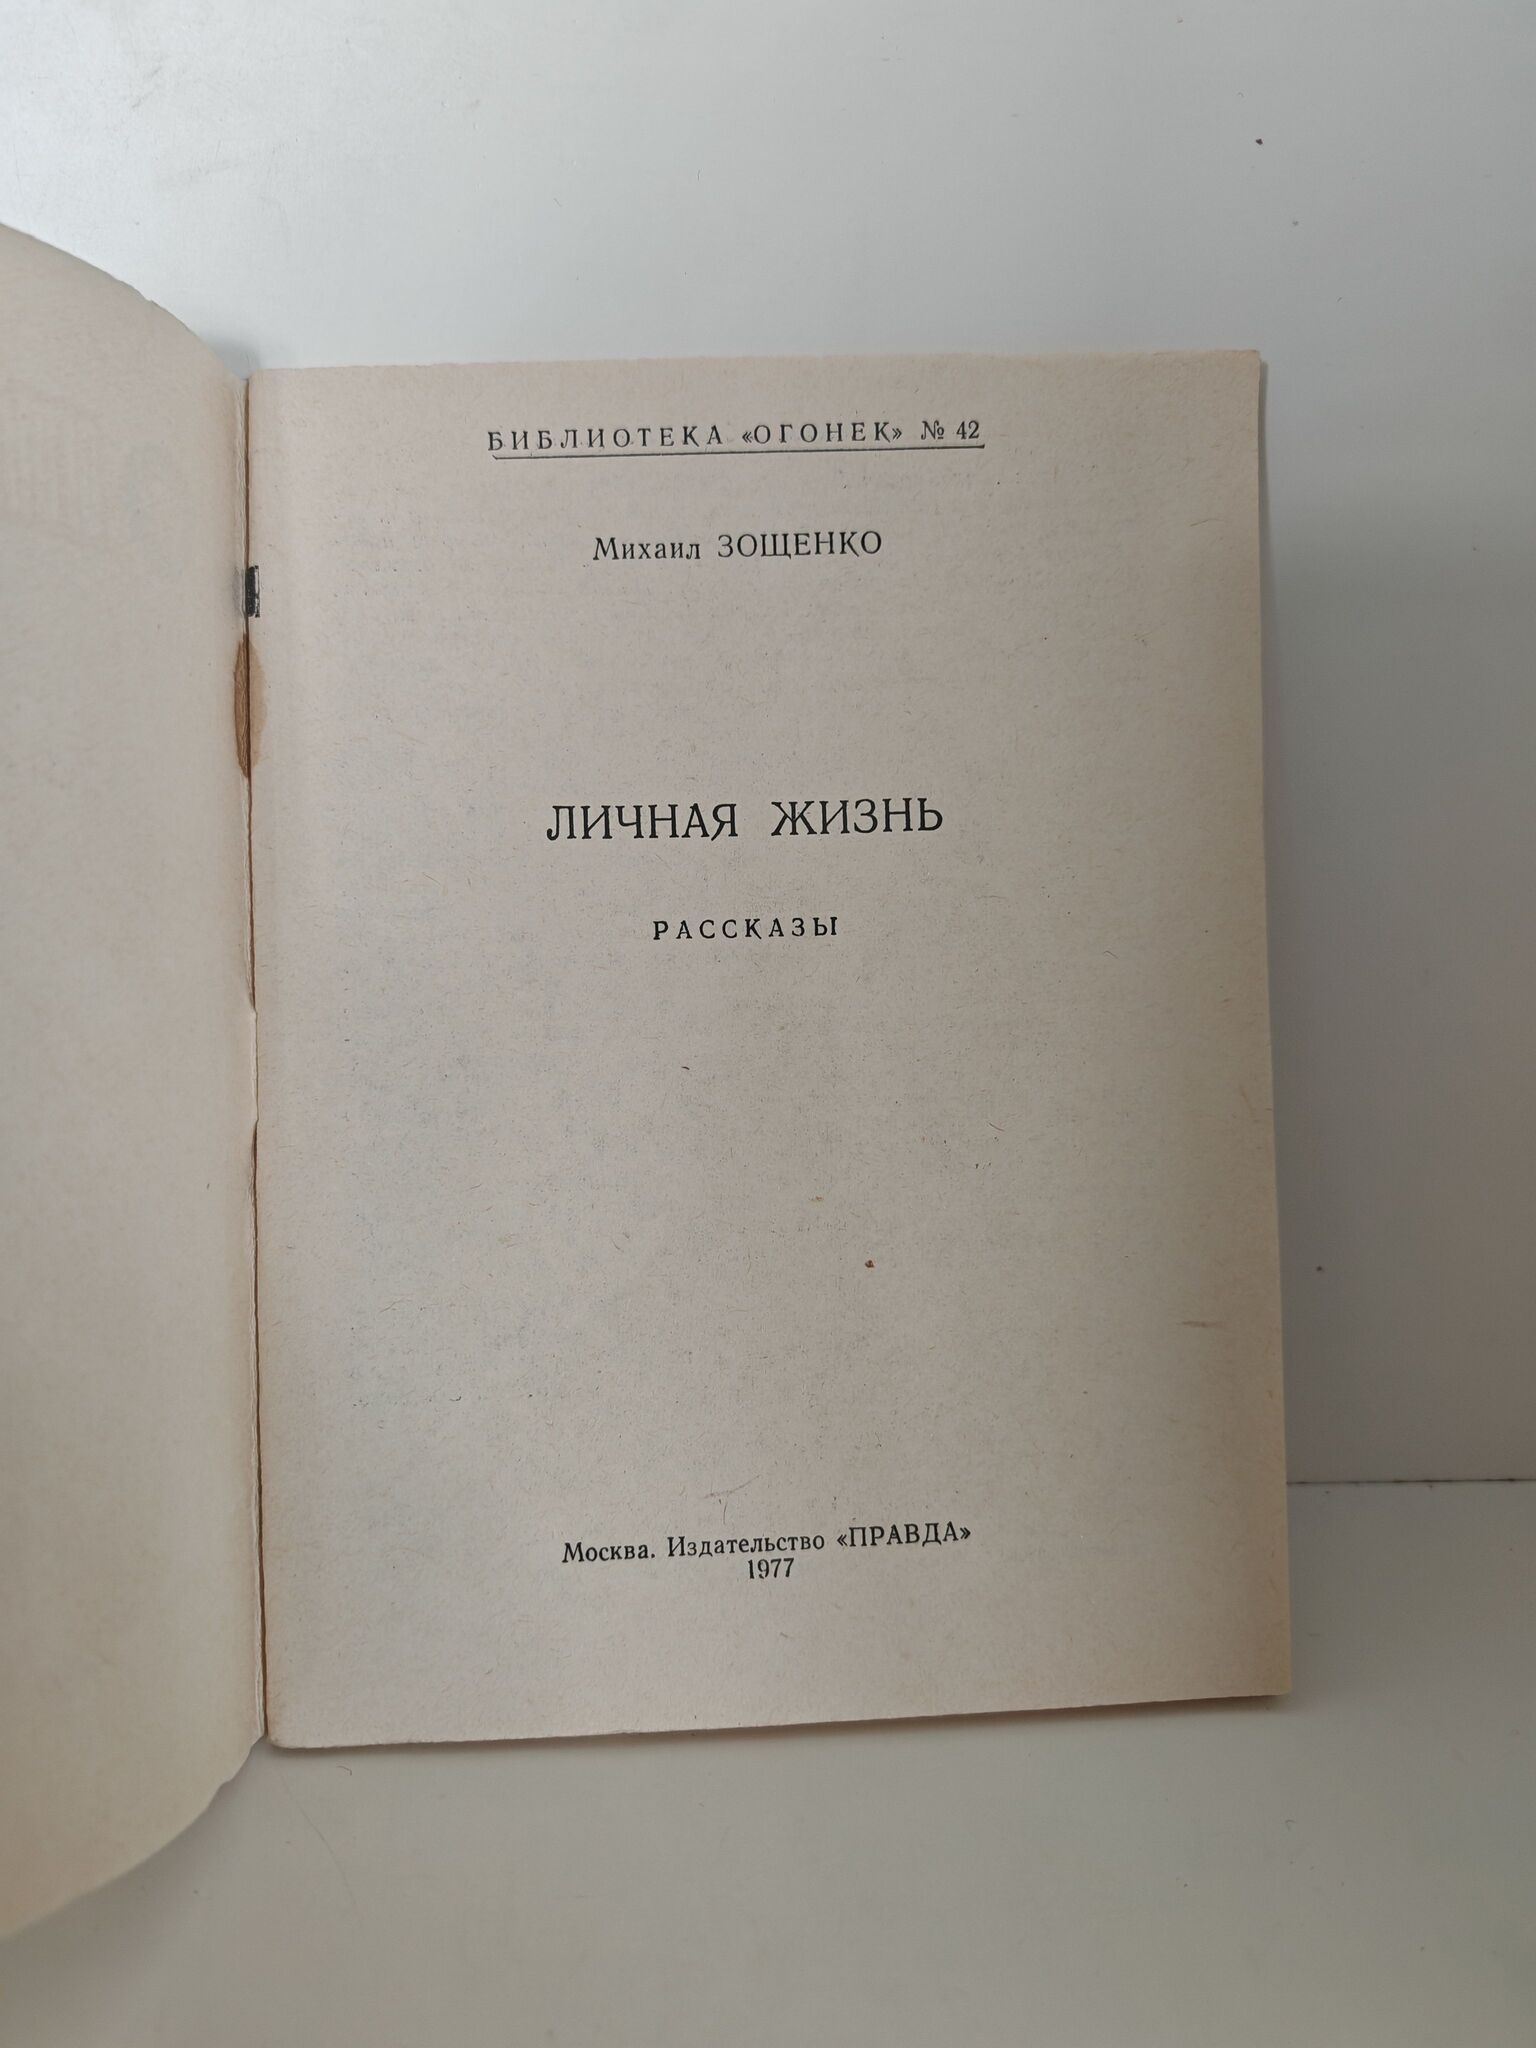 БИБЛИОТЕКА «ОГОНЕК» № 42
Михаил ЗОЩЕНКО
ЛИЧНАЯ ЖИЗНЬ
РАССКАЗЫ
Москва. Издательство «ПРАВДА»
1977